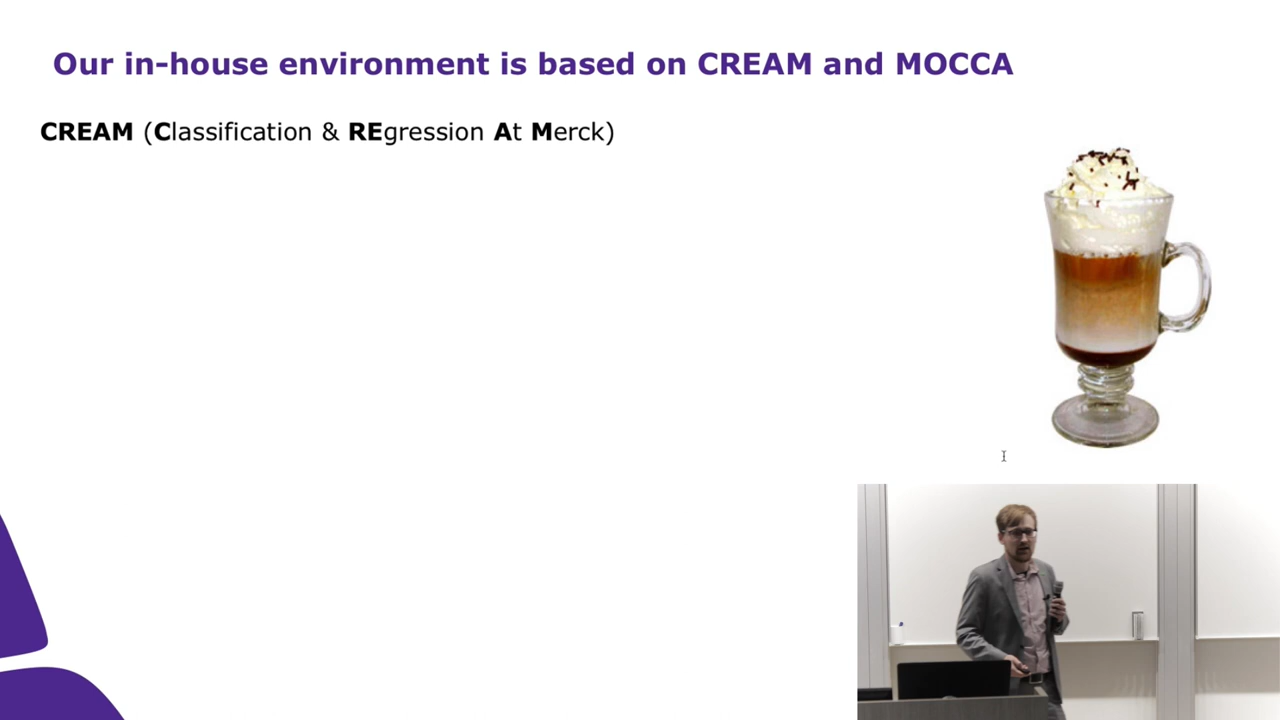 Our in-house environment is based on CREAM and MOCCA
CREAM (Classification & REgression At Merck)